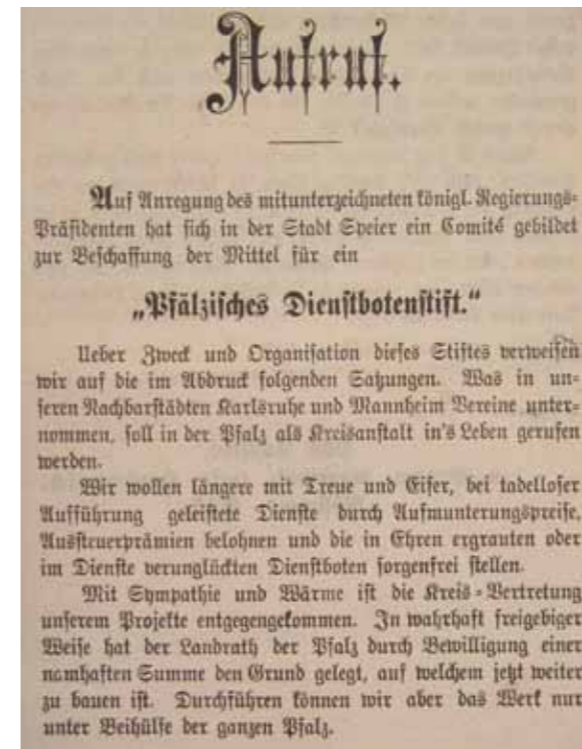 Aufruf.
Auf Anregung des mitunterzeichneten königl. Regierungs-
Präsidenten hat sich in der Stadt Speier ein Comité gebildet
zur Beschaffung der Mittel für ein
„Pfälzisches Dienstbotenstift.“
Ueber Zweck und Organisation dieses Stiftes verweisen
wir auf die im Abdruck folgenden Satzungen. Was in un-
seren Nachbarstädten Karlsruhe und Mannheim Vereine unter-
nommen, soll in der Pfalz als Kreisanstalt in's Leben gerufen
werden.
Wir wollen längere mit Treue und Eifer, bei tadelloser
Aufführung geleistete Dienste durch Aufmunterungspreise,
Aussteuerprämien belohnen und die in Ehren ergrauten oder
im Dienste verunglückten Dienstboten sorgenfrei stellen.
Mit Sympathie und Wärme ist die Kreis-Vertretung
unserem Projekte entgegengekommen. In wahrhaft freigebiger
Weise hat der Landrath der Pfalz durch Bewilligung einer
namhaften Summe den Grund gelegt, auf welchem jetzt weiter
zu bauen ist. Durchführen können wir aber das Werk nur
unter Beihülfe der ganzen Pfalz.